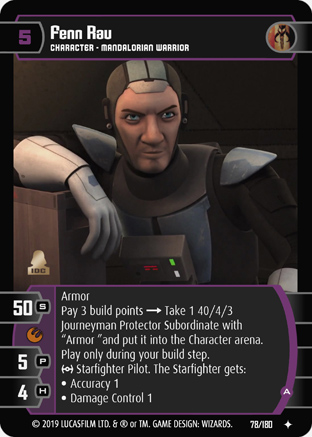 5
Fenn Rau
CHARACTER • MANDALORIAN WARRIOR
IDC
50 S
5 P
4 H
Armor
Pay 3 build points → Take 1 40/4/3
Journeyman Protector Subordinate with
“Armor ”and put it into the Character arena.
Play only during your build step.
Starfighter Pilot. The Starfighter gets:
• Accuracy 1
• Damage Control 1
A
© 2019 LUCASFILM LTD. & ® or TM. GAME DESIGN: WIZARDS. 78/180